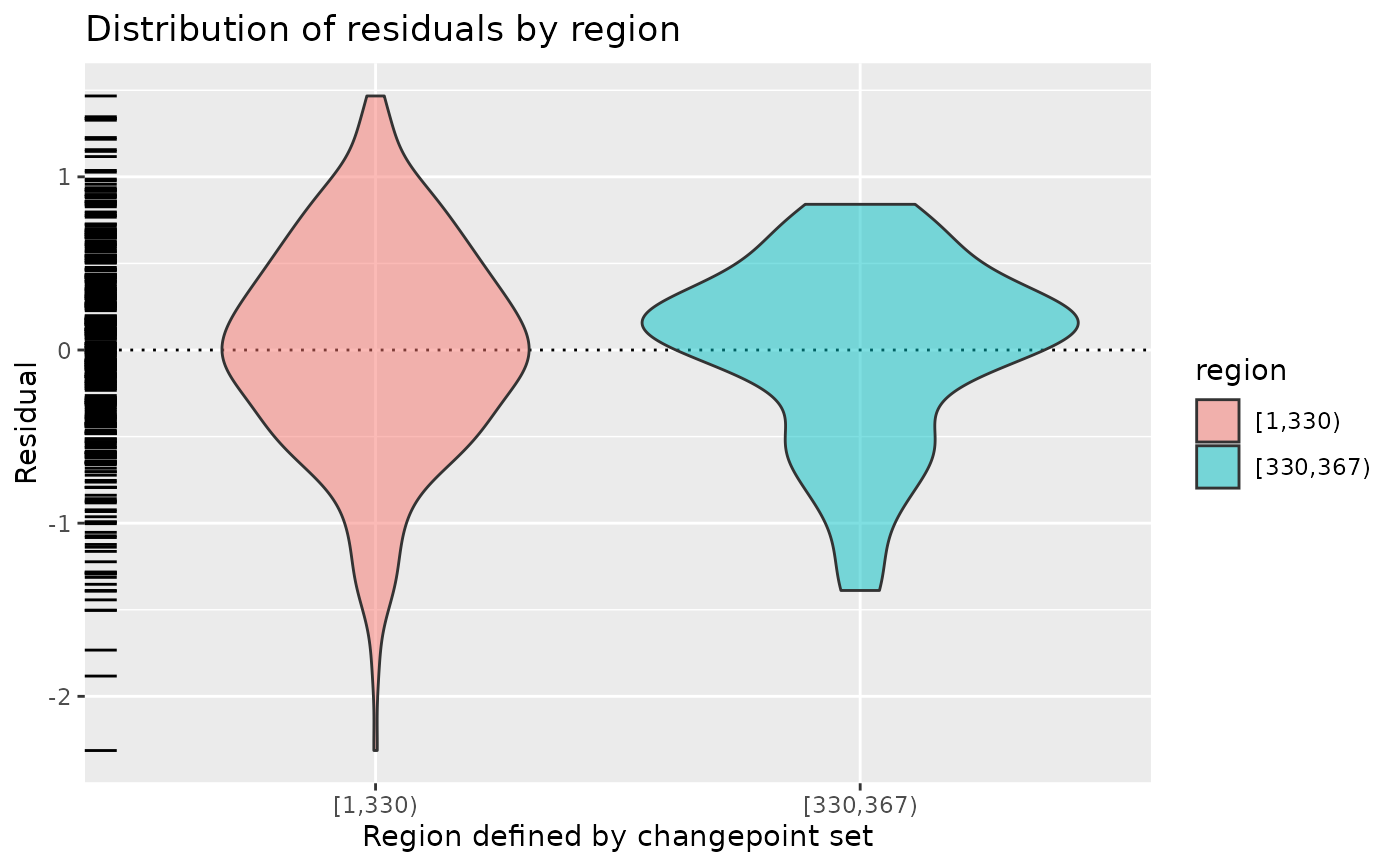 Distribution of residuals by region
Residual
1
0
-1
-2
[1,330)
[330,367)
Region defined by changepoint set
region
[1,330)
[330,367)